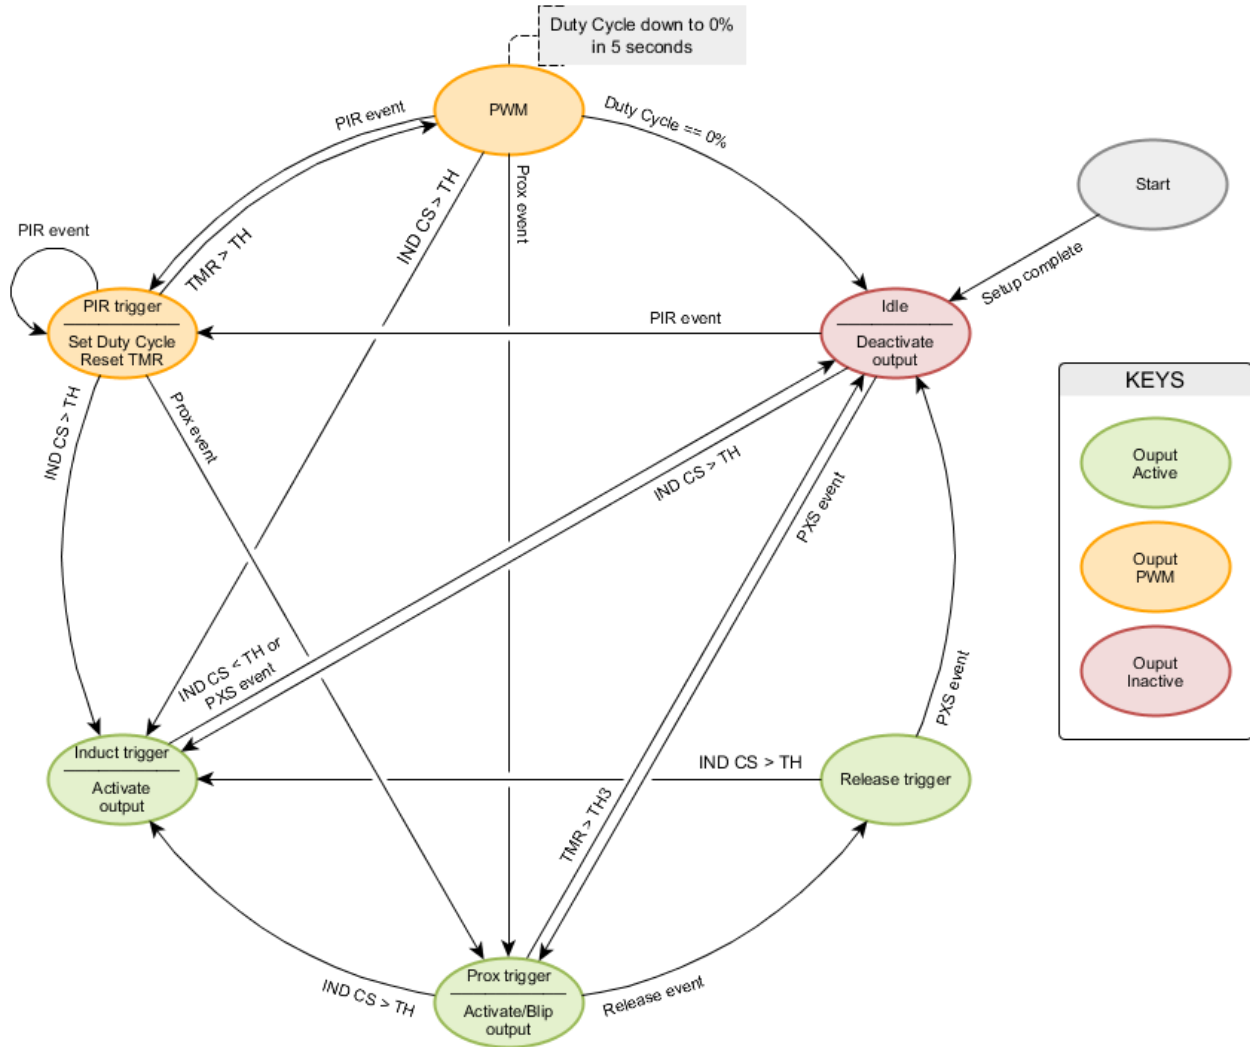 Duty Cycle down to 0%
in 5 seconds
PWM
PIR event
Duty Cycle == 0%
Start
Setup complete
Prox event
IND CS > TH
TMR > TH
PIR event
PIR trigger
Set Duty Cycle
Reset TMR
PIR event
Idle
Deactivate
output
KEYS
Ouput
Active
Ouput
PWM
Ouput
Inactive
IND CS > TH
Prox event
IND CS > TH
PXS event
IND CS < TH or
PXS event
PXS event
Induct trigger
Activate
output
IND CS > TH
Release trigger
TMR > TH3
Prox trigger
Activate/Blip
output
IND CS > TH
Release event